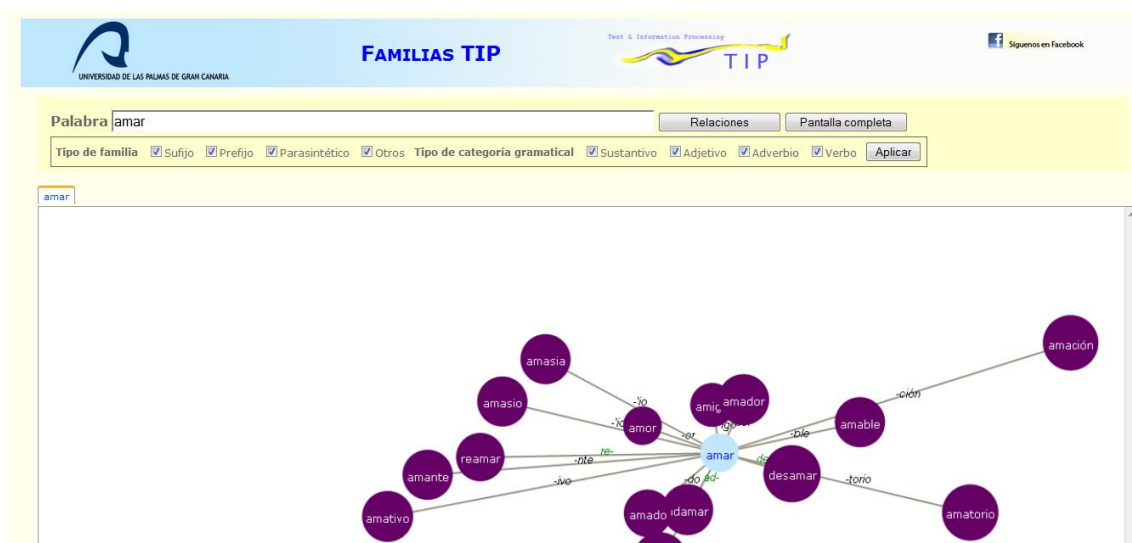 Text & Information Processing
FAMILIAS TIP
TIP
Síguenos en Facebook
UNIVERSIDAD DE LAS PALMAS DE GRAN CANARIA
Palabra amar Relaciones Pantalla completa
Tipo de familia Sufijo Prefijo Parasintético Otros Tipo de categoría gramatical Sustantivo Adjetivo Adverbio Verbo Aplicar
amar
amación
amasia
-ción
amasio
-'io
amador
amor
amable
-or
-ble
amar
reamar
re-
-nte
amante
desamar
-ivo
-do
ad-
-torio
amativo
amado
amatorio